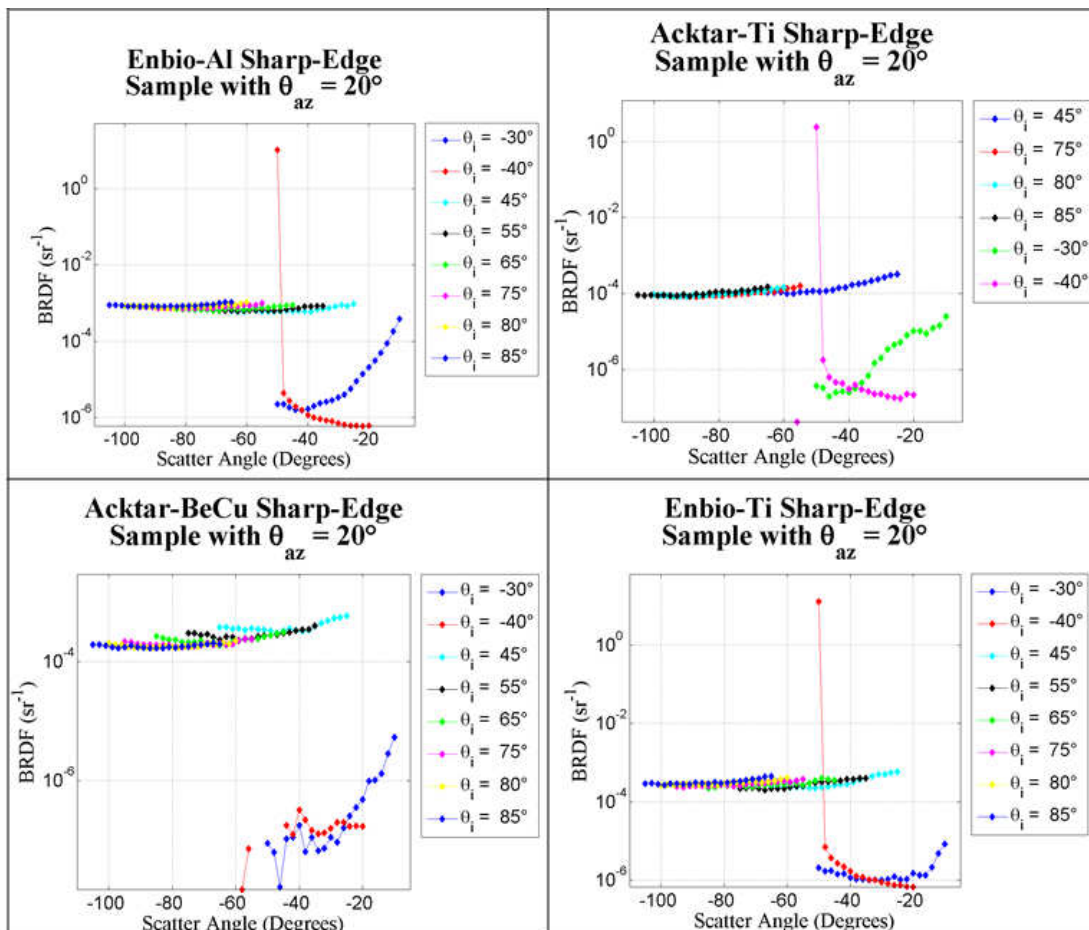 Enbio-Al Sharp-Edge
Sample with θaz = 20°
BRDF (sr-1)
10^0
10^-2
10^-4
10^-6
-100 -80 -60 -40 -20
Scatter Angle (Degrees)
θi = -30°
θi = -40°
θi = 45°
θi = 55°
θi = 65°
θi = 75°
θi = 80°
θi = 85°
Acktar-Ti Sharp-Edge
Sample with θaz = 20°
BRDF (sr-1)
10^0
10^-2
10^-4
10^-6
-100 -80 -60 -40 -20
Scatter Angle (Degrees)
θi = 45°
θi = 75°
θi = 80°
θi = 85°
θi = -30°
θi = -40°
Acktar-BeCu Sharp-Edge
Sample with θaz = 20°
BRDF (sr-1)
10^-4
10^-6
-100 -80 -60 -40 -20
Scatter Angle (Degrees)
θi = -30°
θi = -40°
θi = 45°
θi = 55°
θi = 65°
θi = 75°
θi = 80°
θi = 85°
Enbio-Ti Sharp-Edge
Sample with θaz = 20°
BRDF (sr-1)
10^0
10^-2
10^-4
10^-6
-100 -80 -60 -40 -20
Scatter Angle (Degrees)
θi = -30°
θi = -40°
θi = 45°
θi = 55°
θi = 65°
θi = 75°
θi = 80°
θi = 85°